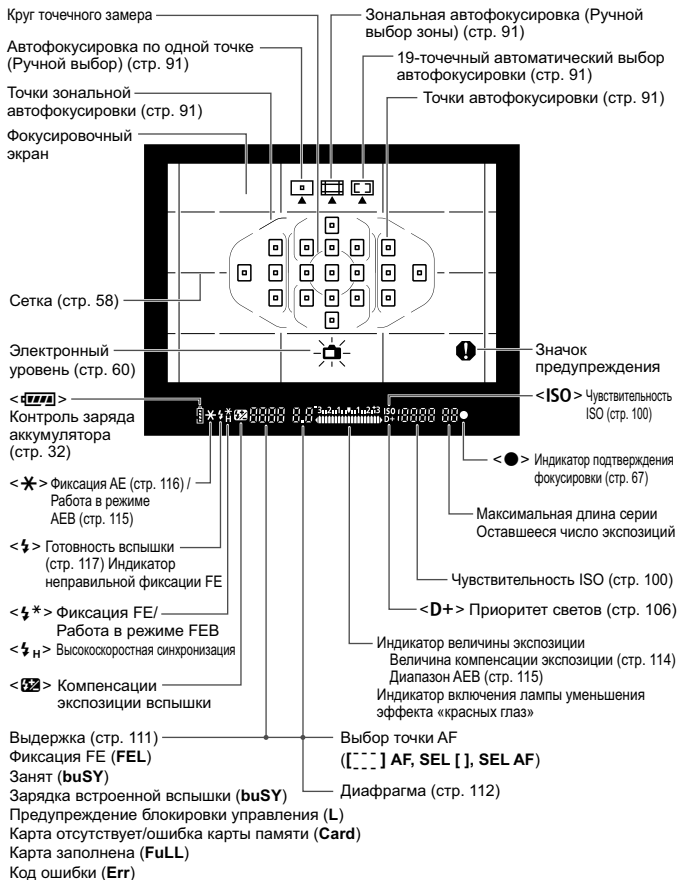 Круг точечного замера
Автофокусировка по одной точке
(Ручной выбор) (стр. 91)
Точки зональной
автофокусировки (стр. 91)
Фокусировочный
экран
Зональная автофокусировка (Ручной
выбор зоны) (стр. 91)
19-точечный автоматический выбор
автофокусировки (стр. 91)
Точки автофокусировки (стр. 91)
Сетка (стр. 58)
Электронный
уровень (стр. 60)
Значок
предупреждения
< >
Контроль заряда
аккумулятора
(стр. 32)
<ISO> Чувствительность
ISO (стр. 100)
3..2..1..1..2..3 ISO
D+
<●> Индикатор подтверждения
фокусировки (стр. 67)
<✱> Фиксация AE (стр. 116) /
Работа в режиме
AEB (стр. 115)
Максимальная длина серии
Оставшееся число экспозиций
<⚡> Готовность вспышки
(стр. 117) Индикатор
неправильной фиксации FE
Чувствительность ISO (стр. 100)
<⚡*> Фиксация FE/
Работа в режиме FEB
<D+> Приоритет светов (стр. 106)
<⚡H> Высокоскоростная синхронизация
Индикатор величины экспозиции
Величина компенсации экспозиции (стр. 114)
Диапазон AEB (стр. 115)
Индикатор включения лампы уменьшения
эффекта «красных глаз»
< > Компенсации
экспозиции вспышки
Выдержка (стр. 111)
Фиксация FE (FEL)
Занят (buSY)
Зарядка встроенной вспышки (buSY)
Предупреждение блокировки управления (L)
Карта отсутствует/ошибка карты памяти (Card)
Карта заполнена (FuLL)
Код ошибки (Err)
Выбор точки AF
([---] AF, SEL [ ], SEL AF)
Диафрагма (стр. 112)